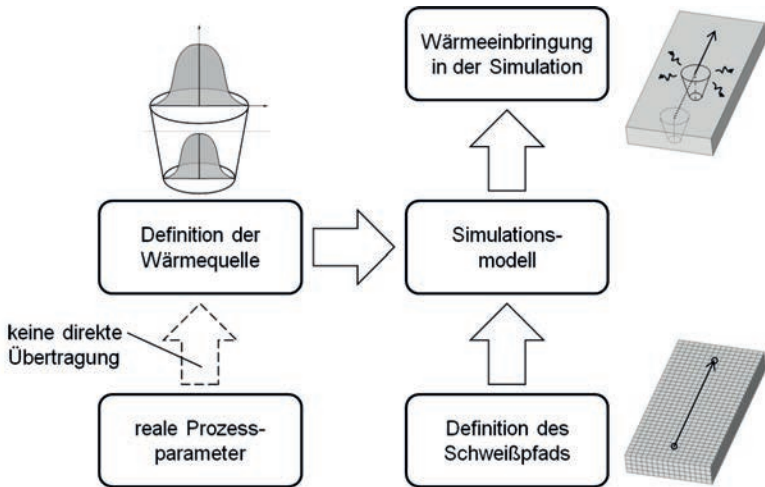 Wärmeeinbringung
in der Simulation
Definition der
Wärmequelle
Simulations-
modell
keine direkte
Übertragung
reale Prozess-
parameter
Definition des
Schweißpfads